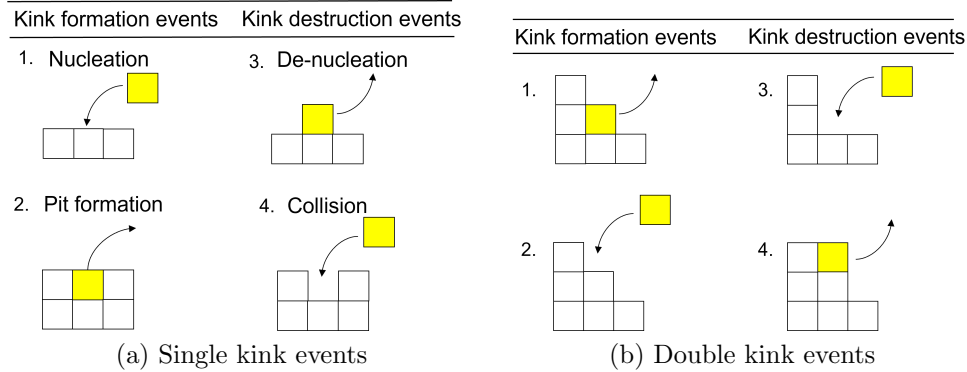 Kink formation events Kink destruction events
1. Nucleation
3. De-nucleation
2. Pit formation
4. Collision
(a) Single kink events
Kink formation events Kink destruction events
1.
3.
2.
4.
(b) Double kink events